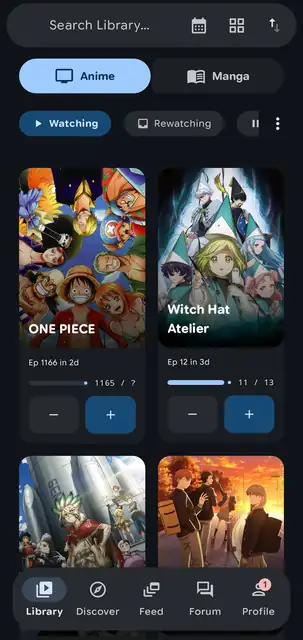 Search Library...
Anime
Manga
Watching
Rewatching
ONE PIECE
Witch Hat
Atelier
Ep 1166 in 2d
Ep 12 in 3d
1165 / ?
11 / 13
− +
− +
Library
Discover
Feed
Forum
Profile
1